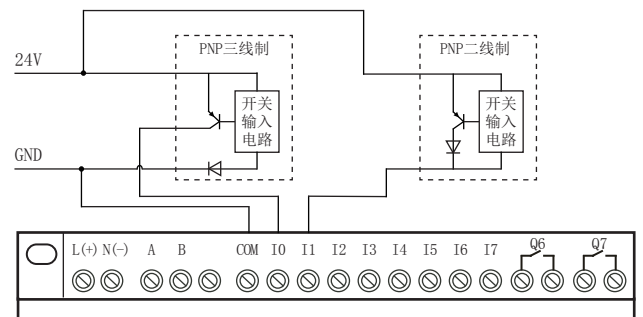 PNP三线制
PNP二线制
24V
开关
输入
电路
开关
输入
电路
GND
L(+) N(-) A B COM I0 I1 I2 I3 I4 I5 I6 I7 Q6 Q7